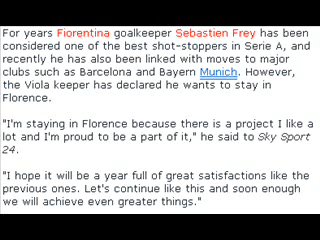 For years Fiorentina goalkeeper Sebastien Frey has been
considered one of the best shot-stoppers in Serie A, and
recently he has also been linked with moves to major
clubs such as Barcelona and Bayern Munich. However,
the Viola keeper has declared he wants to stay in
Florence.
"I'm staying in Florence because there is a project I like a
lot and I'm proud to be a part of it," he said to Sky Sport
24.
"I hope it will be a year full of great satisfactions like the
previous ones. Let's continue like this and soon enough
we will achieve even greater things."